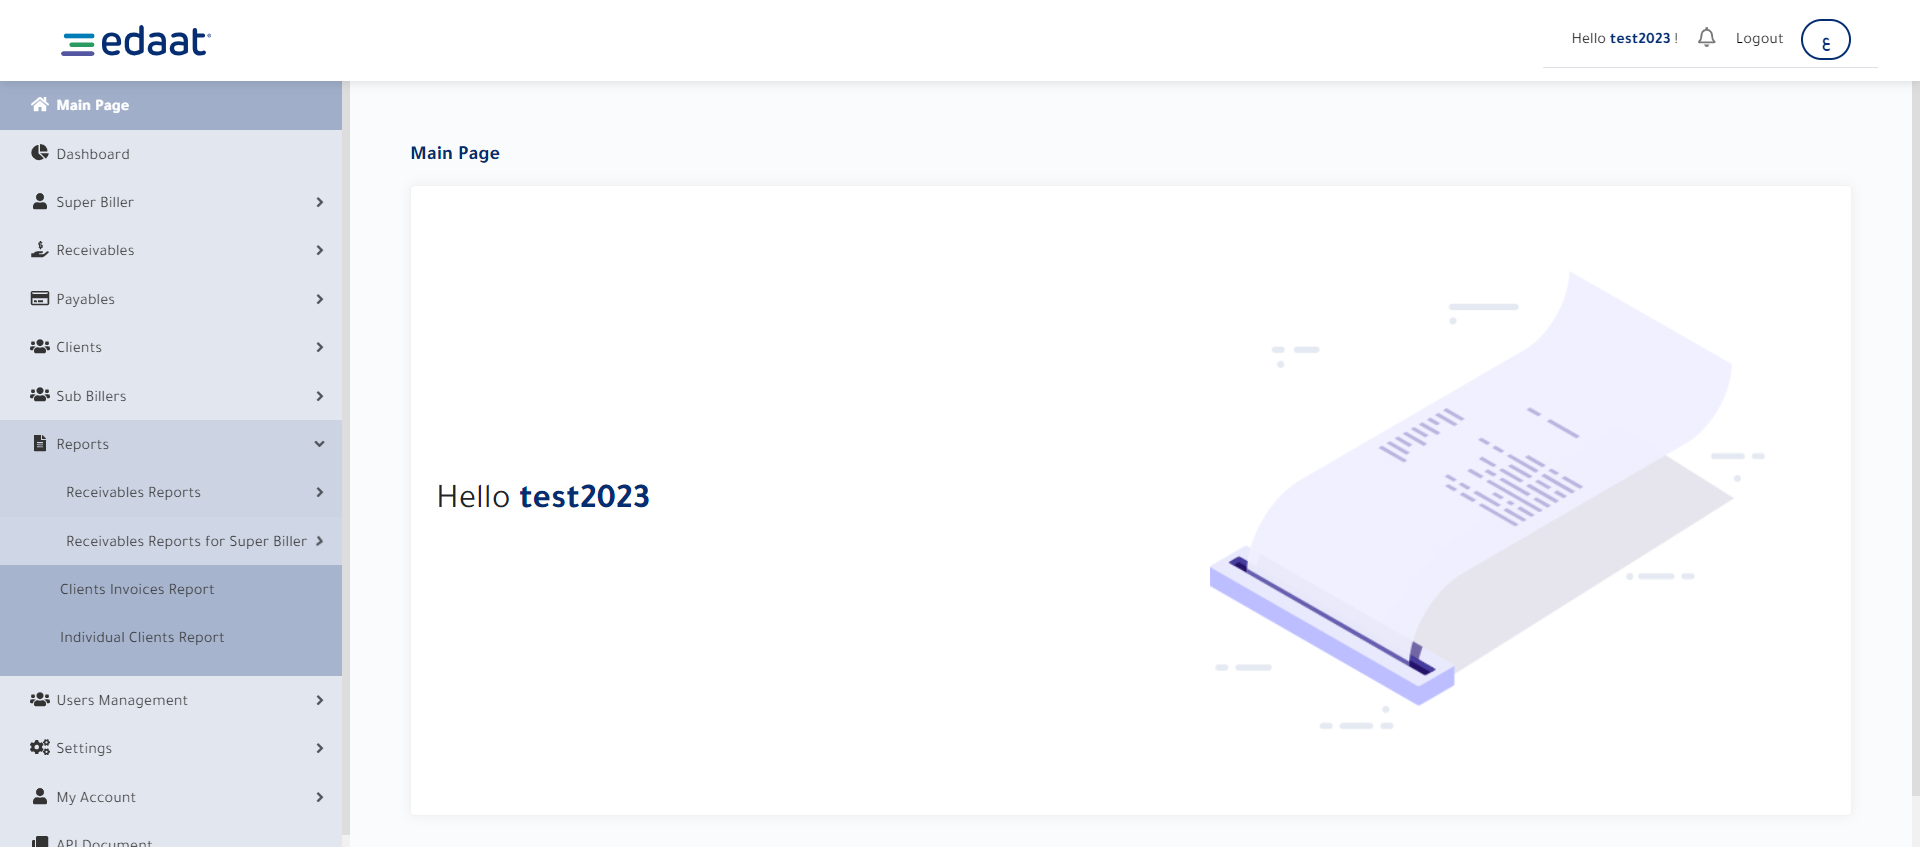 edaat
Hello test2023 !
Logout
ع
Main Page
Dashboard
Super Biller
Receivables
Payables
Clients
Sub Billers
Reports
Receivables Reports
Receivables Reports for Super Biller
Clients Invoices Report
Individual Clients Report
Users Management
Settings
My Account
API Document
Main Page
Hello test2023